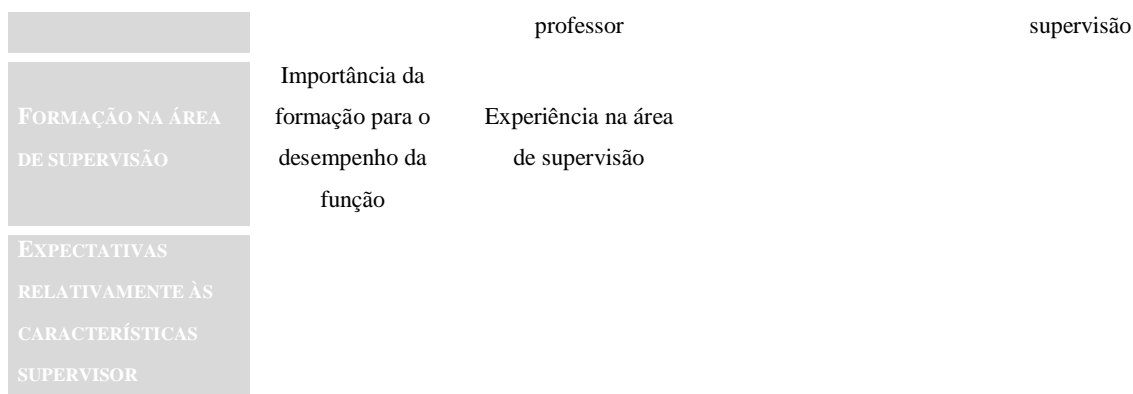 professor supervisão
FORMAÇÃO NA ÁREA
DE SUPERVISÃO
Importância da
formação para o
desempenho da
função
Experiência na área
de supervisão
EXPECTATIVAS
RELATIVAMENTE ÀS
CARACTERÍSTICAS
SUPERVISOR